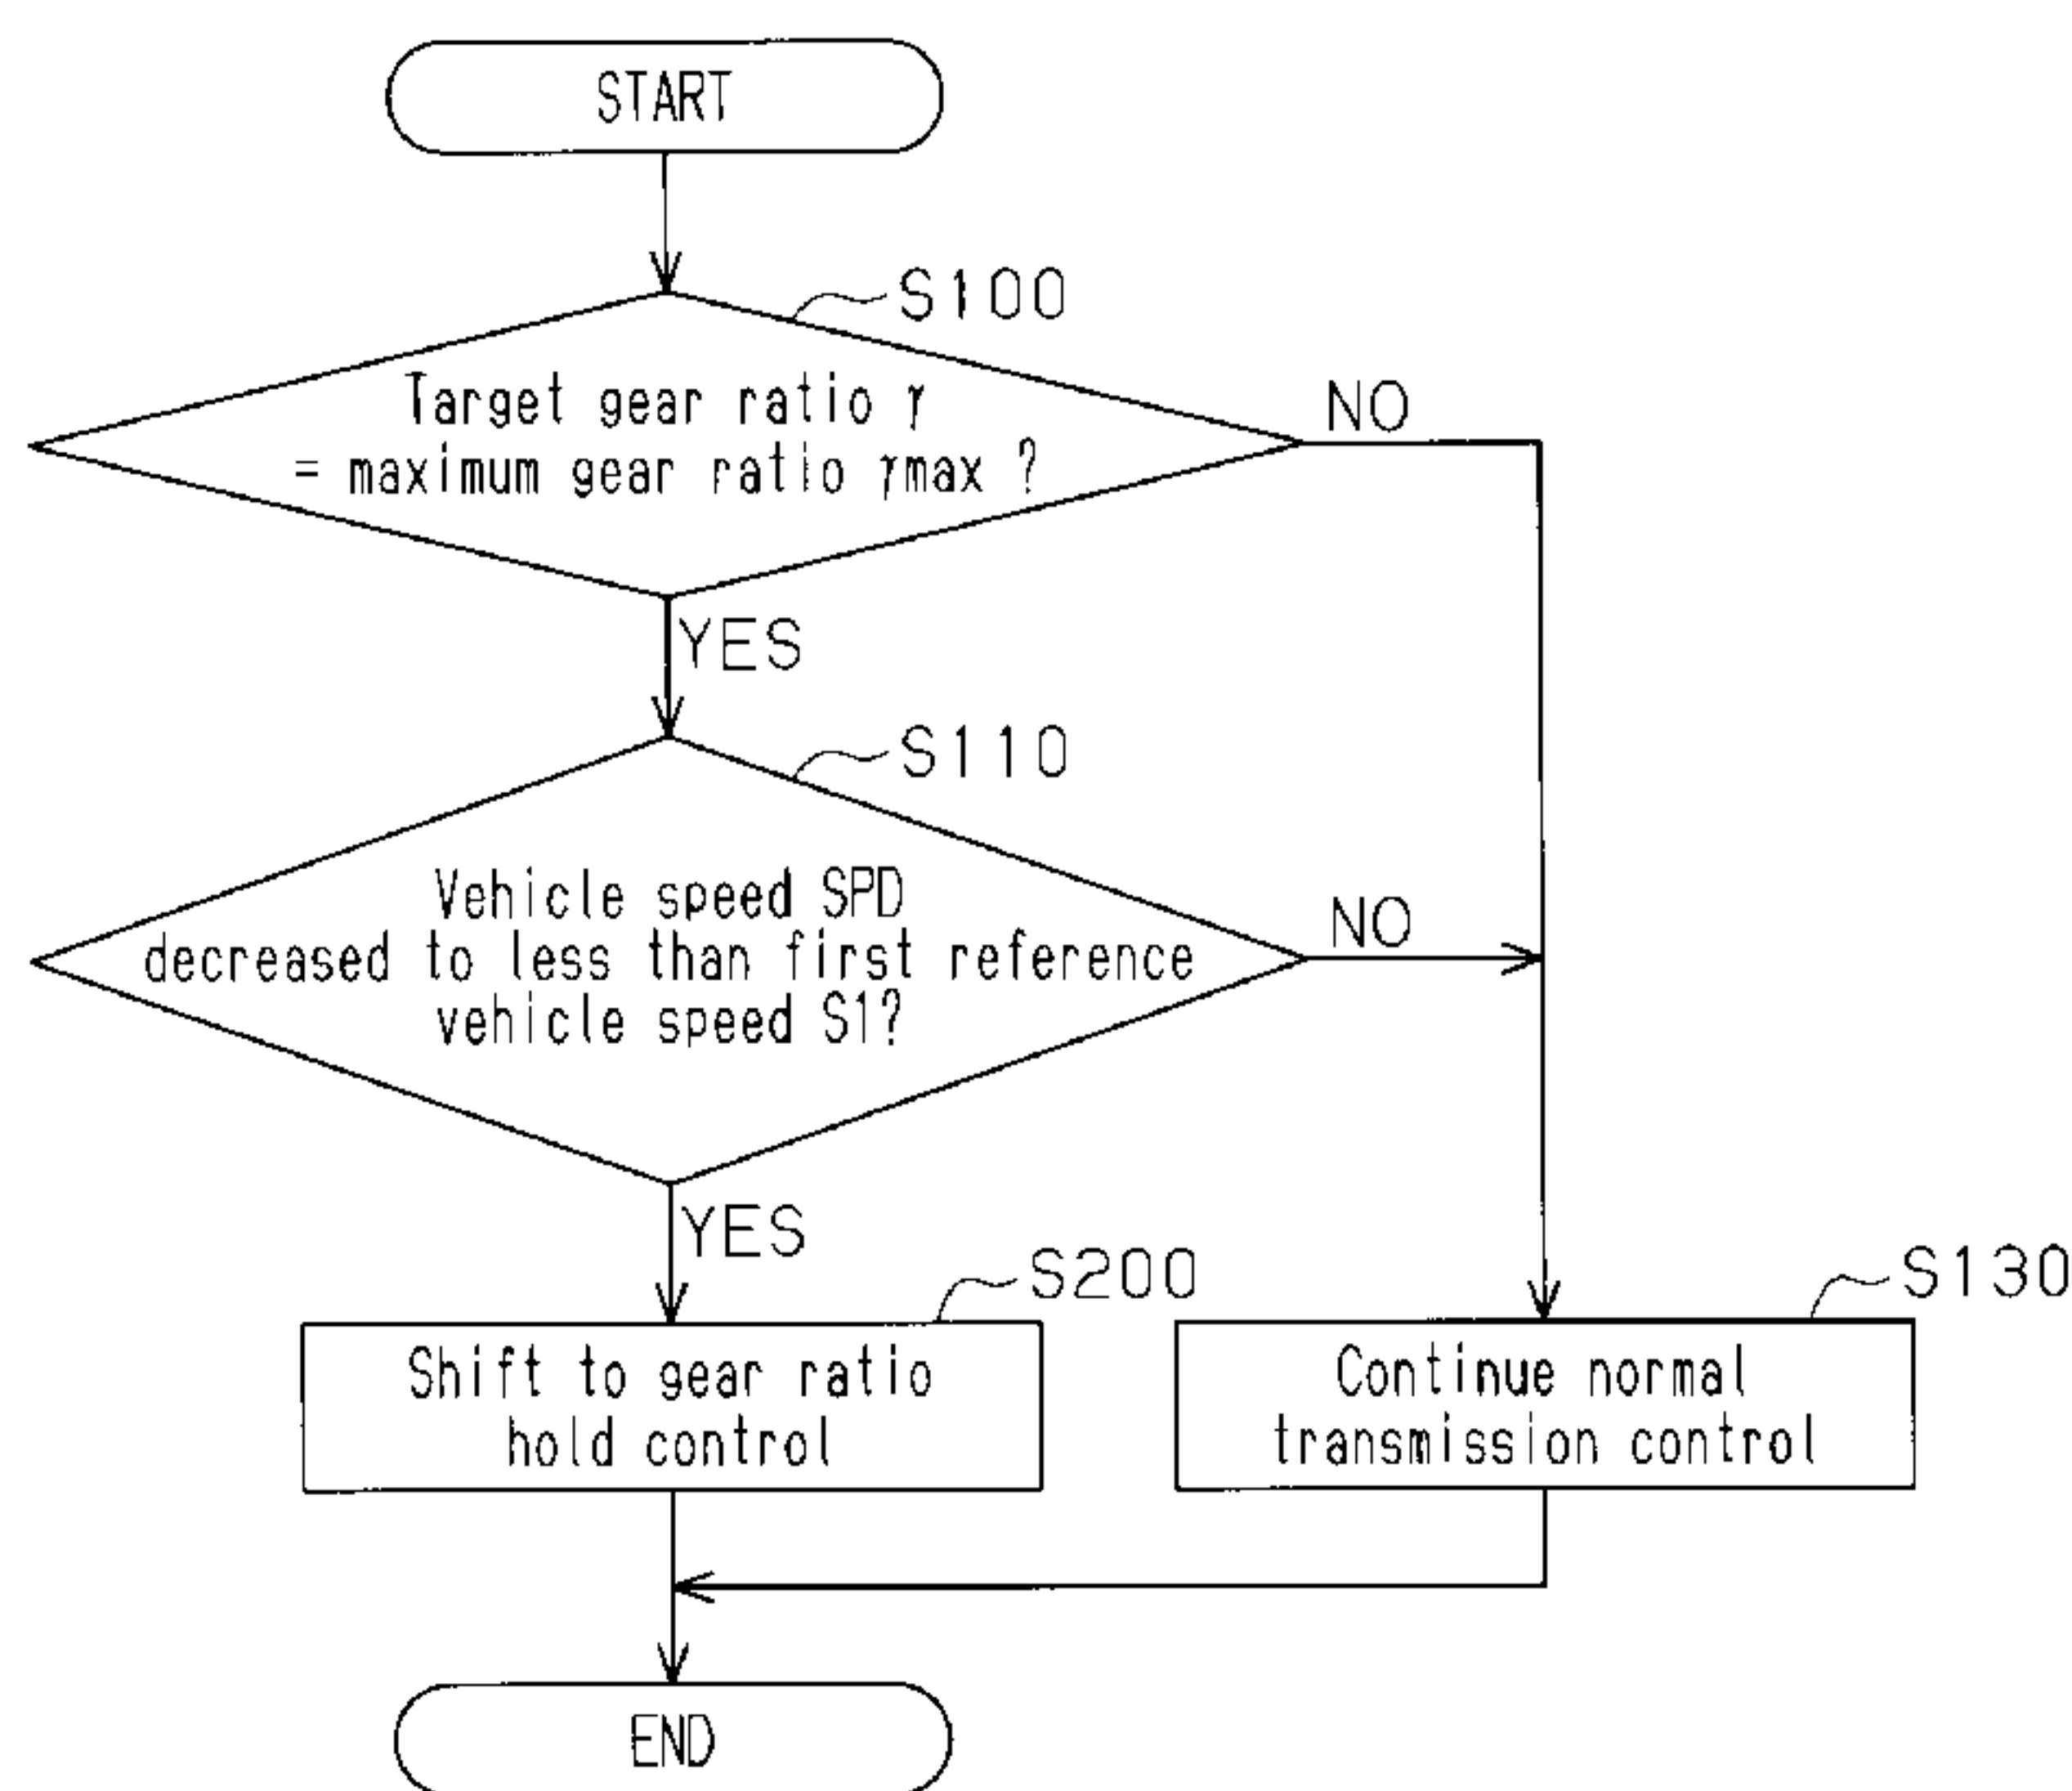 START
S100
Target gear ratio γ
= maximum gear ratio γmax ?
NO
YES
S110
Vehicle speed SPD
decreased to less than first reference
vehicle speed S1?
NO
YES
S200
Shift to gear ratio
hold control
S130
Continue normal
transmission control
END